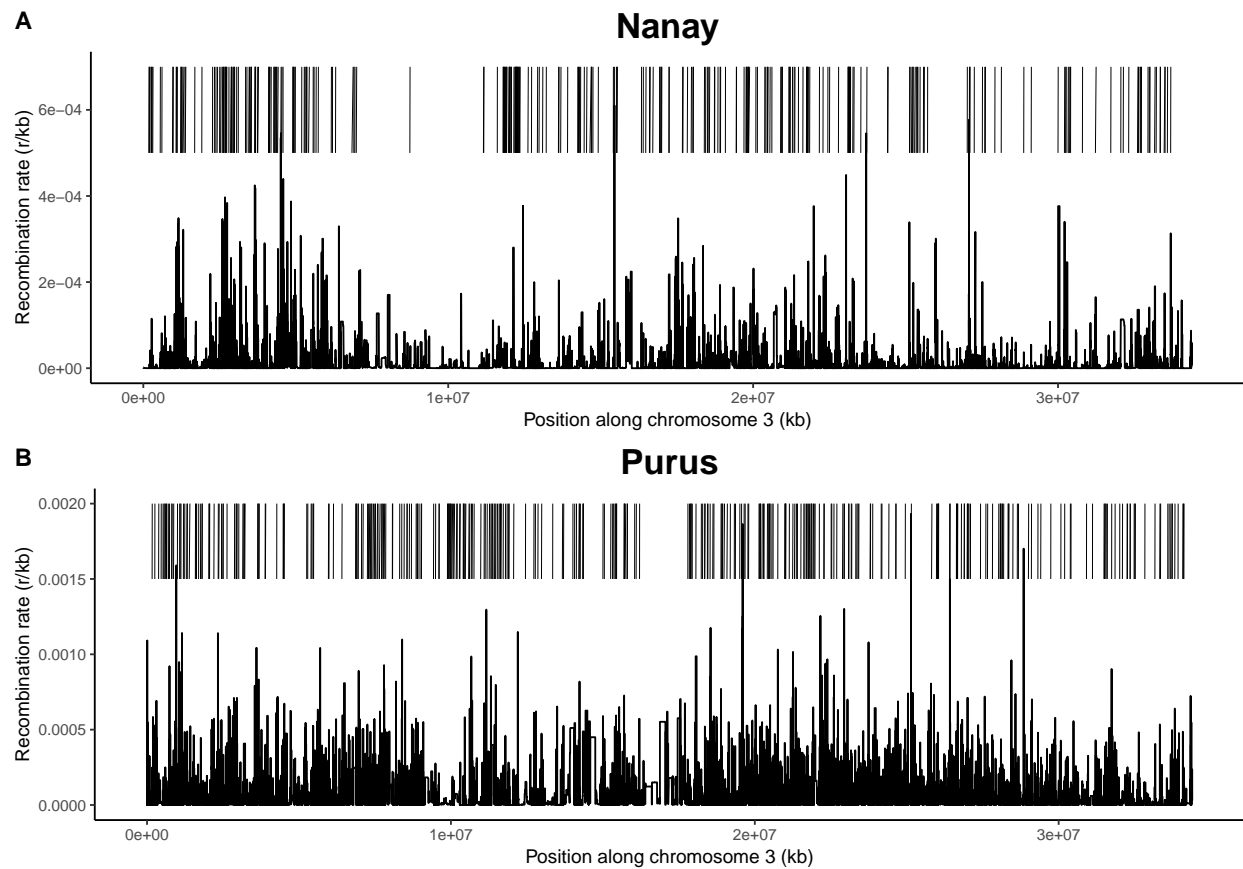 A
Nanay
Recombination rate (r/kb)
6e−04
4e−04
2e−04
0e+00
0e+00 1e+07 2e+07 3e+07
Position along chromosome 3 (kb)
B
Purus
Recombination rate (r/kb)
0.0020
0.0015
0.0010
0.0005
0.0000
0e+00 1e+07 2e+07 3e+07
Position along chromosome 3 (kb)